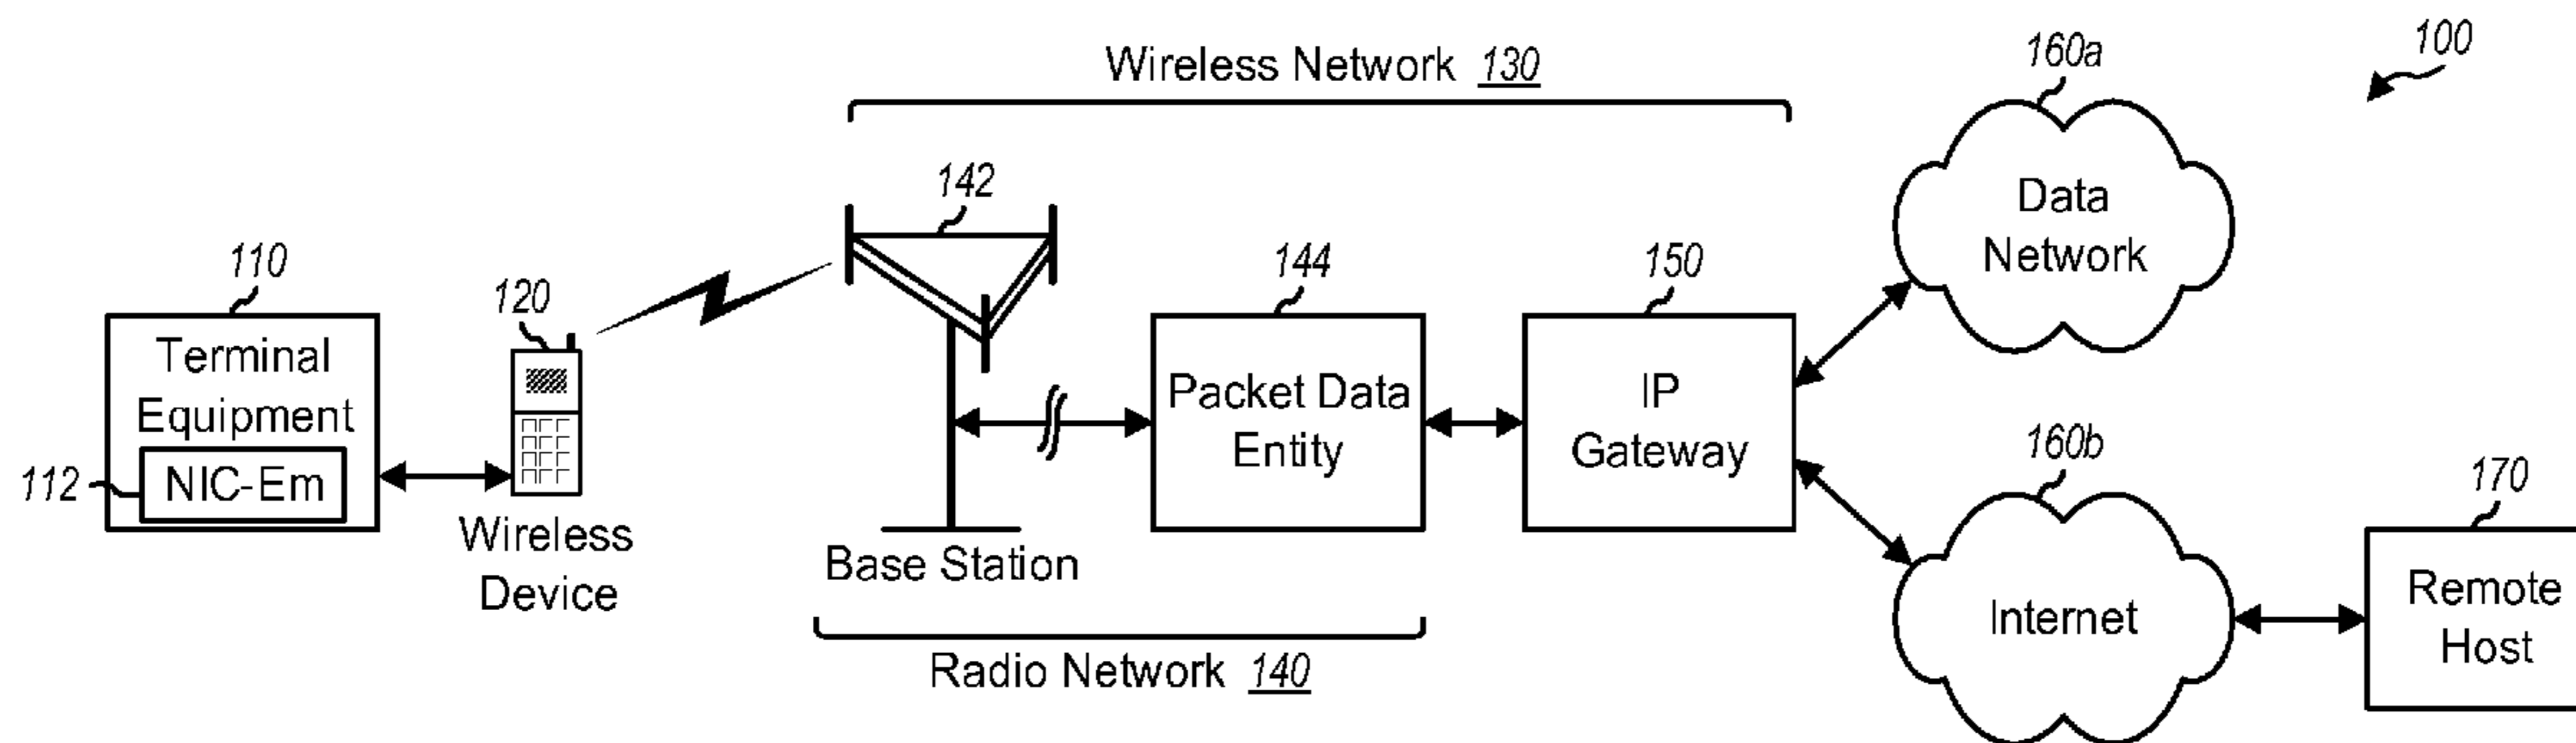 100
160a
Wireless Network 130
Data
Network
142
110
120
144
150
Terminal
Equipment
112
NIC-Em
Wireless
Device
Base Station
Packet Data
Entity
IP
Gateway
160b
Internet
170
Remote
Host
Radio Network 140